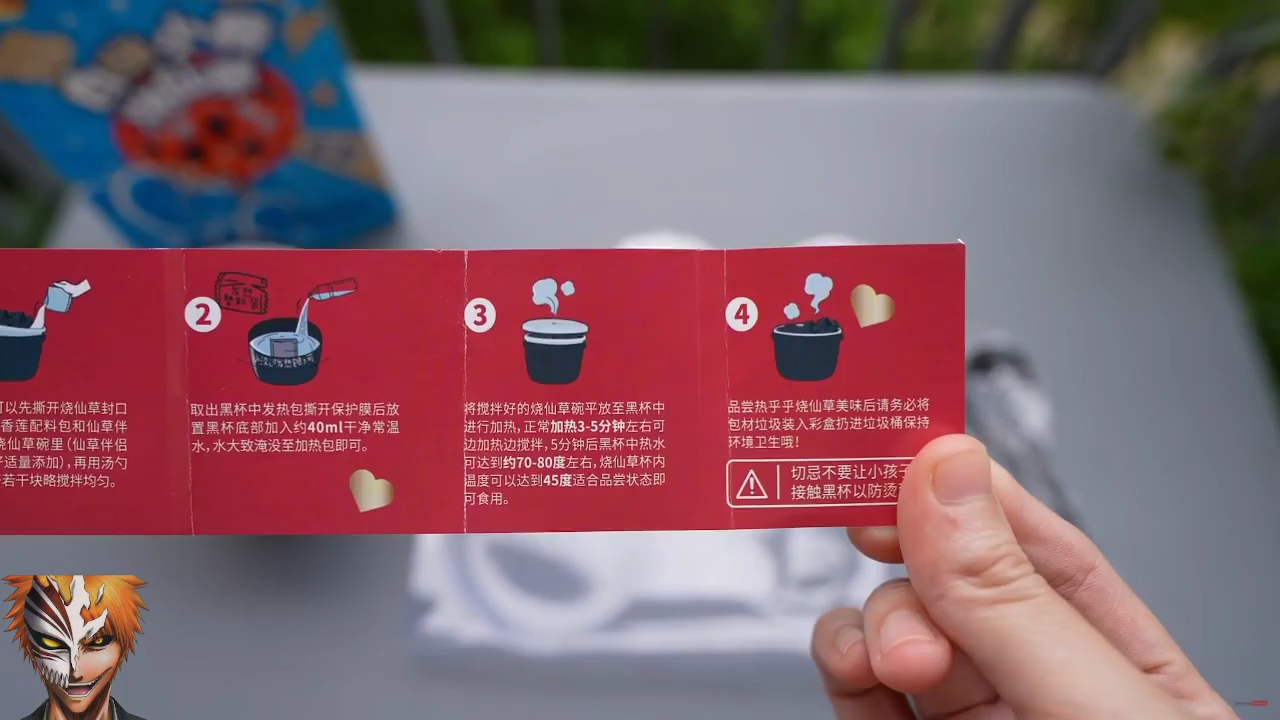 可以先撕开烧仙草封口
香莲配料包和仙草伴
烧仙草碗里(仙草伴侣
适量添加),再用汤勺
若干块略搅拌均匀。
2
取出黑杯中发热包撕开保护膜后放
置黑杯底部加入约40ml干净常温
水,水大致淹没至加热包即可。
3
将搅拌好的烧仙草碗平放至黑杯中
进行加热,正常加热3-5分钟左右可
边加热边搅拌,5分钟后黑杯中热水
可达到约70-80度左右,烧仙草杯内
温度可以达到45度适合品尝状态即
可食用。
4
品尝热乎乎烧仙草美味后请务必将
包材垃圾装入彩盒扔进垃圾桶保持
环境卫生哦!
切忌不要让小孩子
接触黑杯以防烫